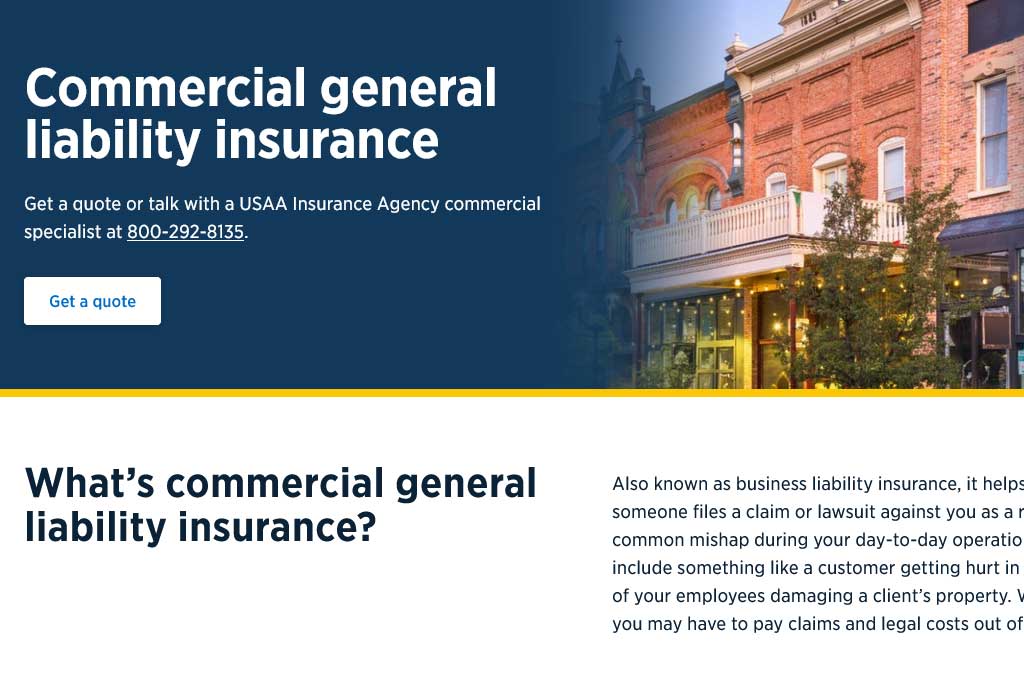 Commercial general
liability insurance
Get a quote or talk with a USAA Insurance Agency commercial
specialist at 800-292-8135.
Get a quote
What’s commercial general
liability insurance?
Also known as business liability insurance, it helps
someone files a claim or lawsuit against you as a
common mishap during your day-to-day
include something like a customer getting hurt in
of your employees damaging a client’s property.
you may have to pay claims and legal costs out of